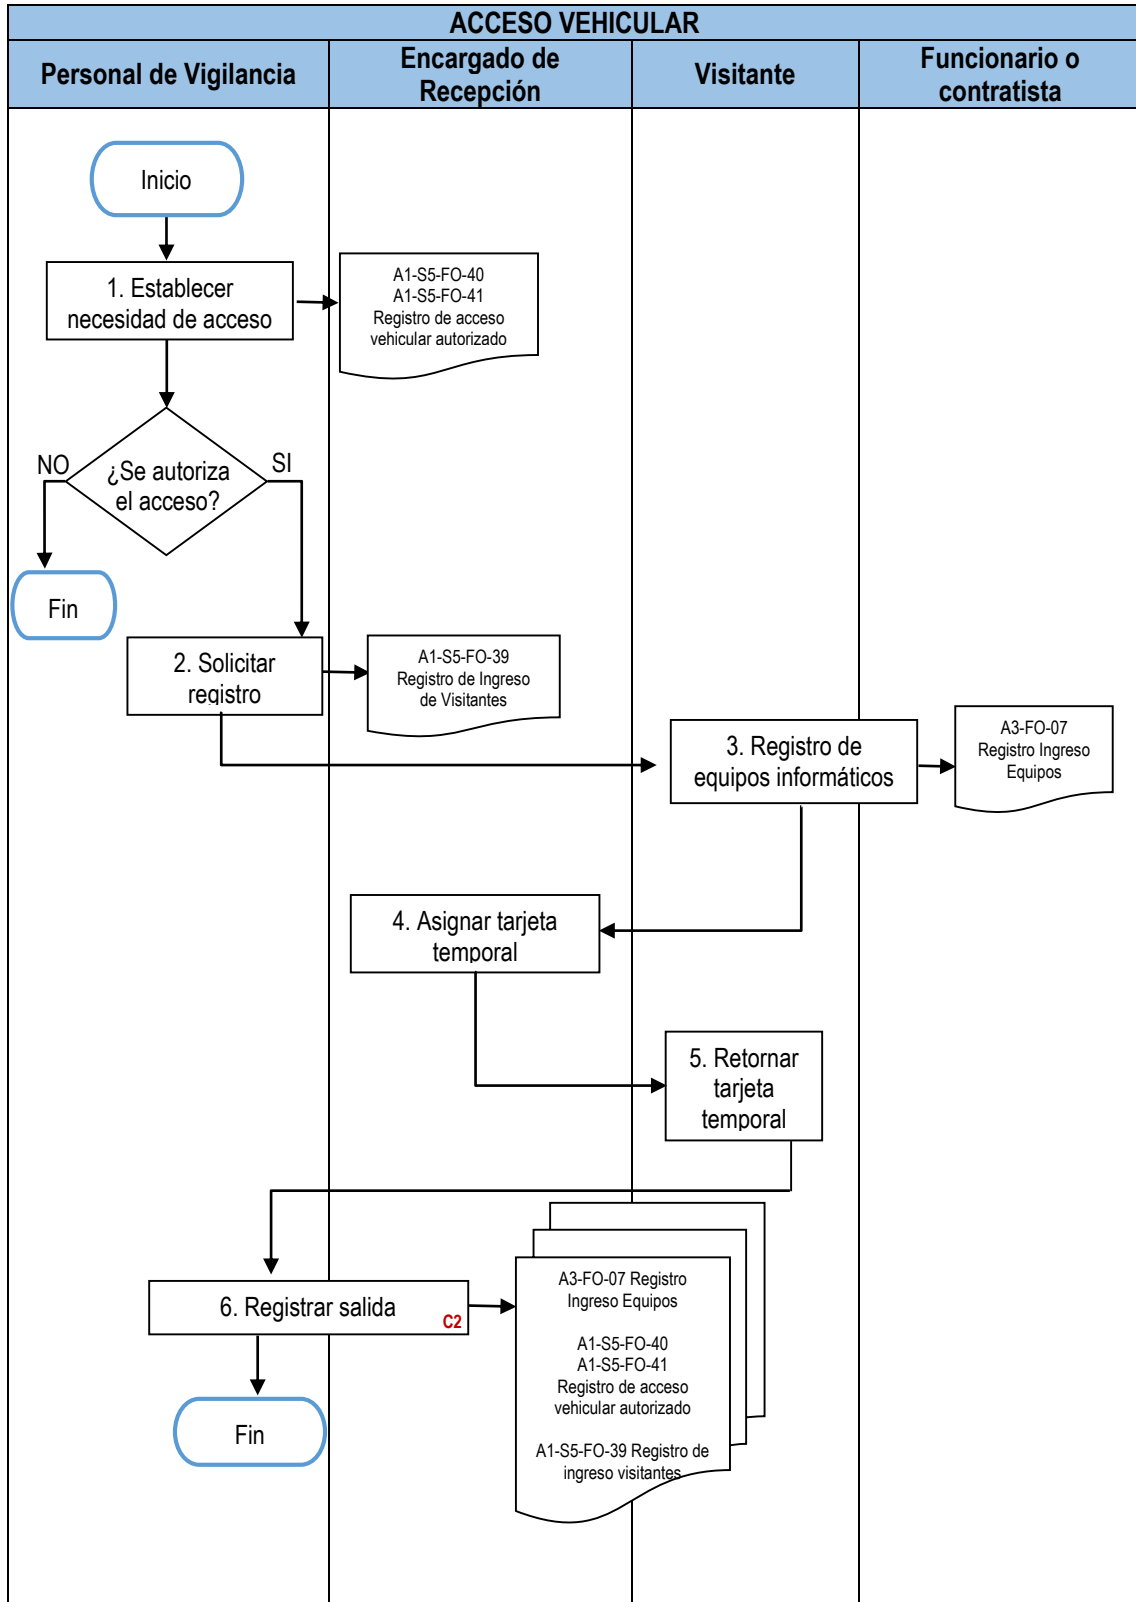 ACCESO VEHICULAR
Personal de Vigilancia
Encargado de
Recepción
Visitante
Funcionario o
contratista
Inicio
1. Establecer
necesidad de acceso
A1-S5-FO-40
A1-S5-FO-41
Registro de acceso
vehicular autorizado
NO
¿Se autoriza
el acceso?
SI
Fin
2. Solicitar
registro
A1-S5-FO-39
Registro de Ingreso
de Visitantes
3. Registro de
equipos informáticos
A3-FO-07
Registro Ingreso
Equipos
4. Asignar tarjeta
temporal
5. Retornar
tarjeta
temporal
6. Registrar salida
C2
A3-FO-07 Registro
Ingreso Equipos
A1-S5-FO-40
A1-S5-FO-41
Registro de acceso
vehicular autorizado
A1-S5-FO-39 Registro de
ingreso visitantes
Fin